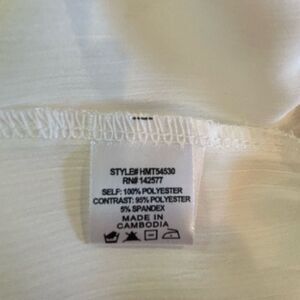 STYLE# HMT54530
RN# 142577
SELF: 100% POLYESTER
CONTRAST: 95% POLYESTER
5% SPANDEX
MADE IN
CAMBODIA